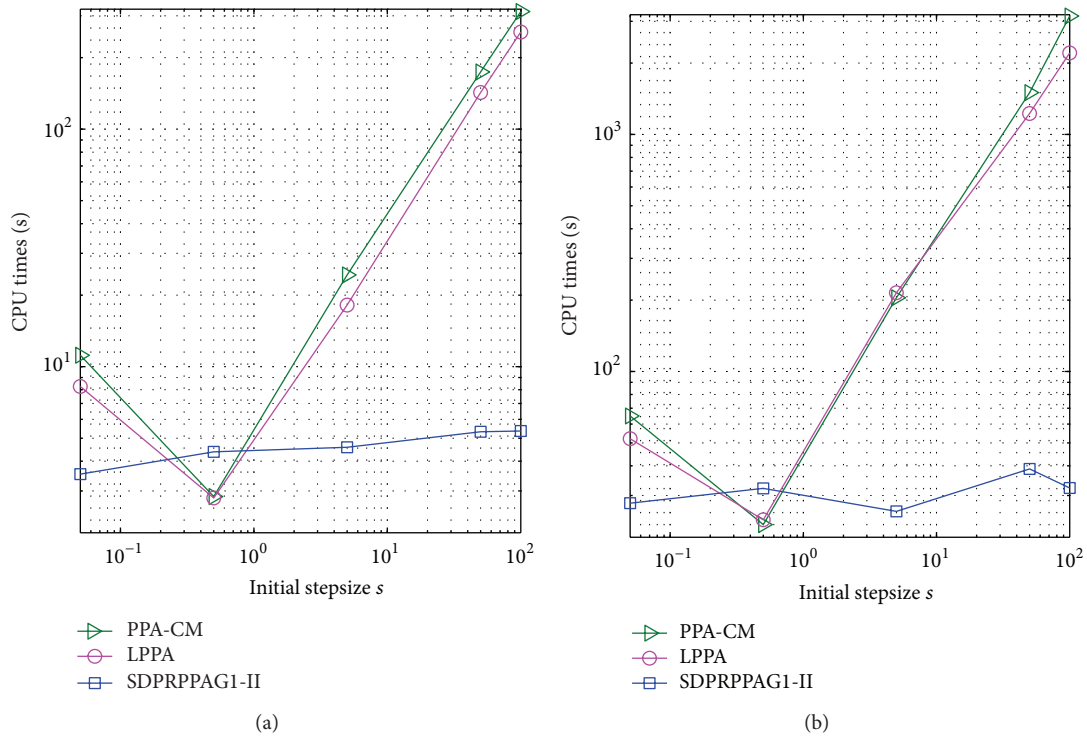 CPU times (s)
10²
10¹
10⁻¹
10⁰
10¹
10²
Initial stepsize s
PPA-CM
LPPA
SDPRPPAG1-II
(a)
CPU times (s)
10³
10²
10⁻¹
10⁰
10¹
10²
Initial stepsize s
PPA-CM
LPPA
SDPRPPAG1-II
(b)